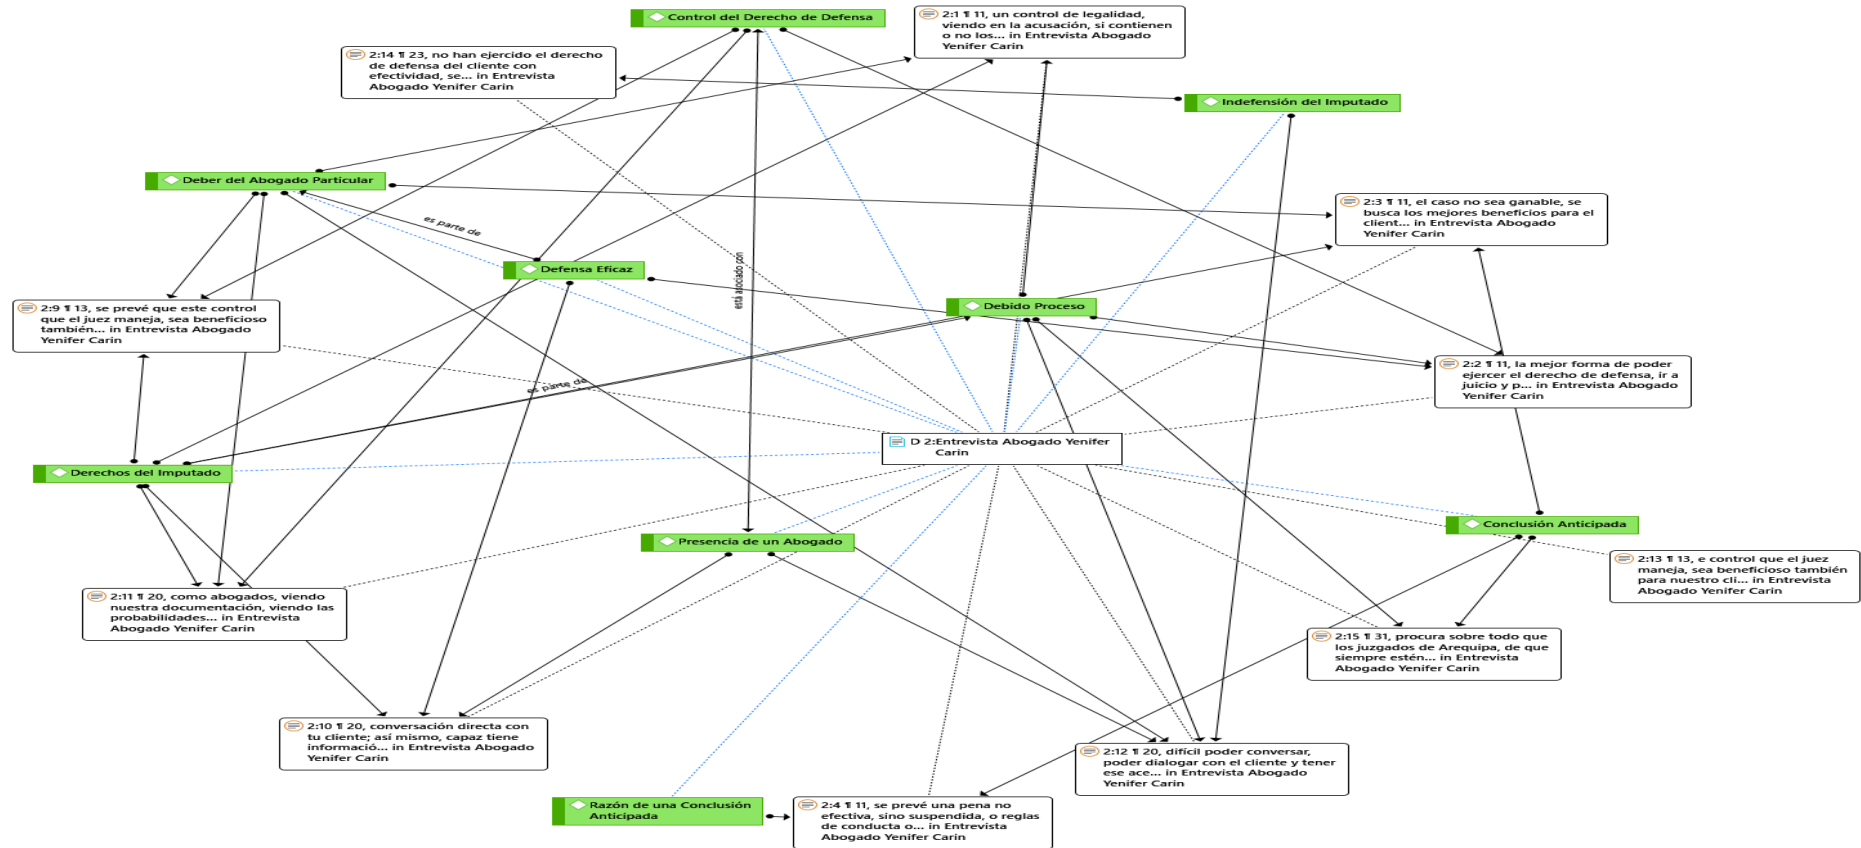 Control del Derecho de Defensa
2:1 ¶ 11, un control de legalidad,
viendo en la acusación, si contienen
o no los... in Entrevista Abogado
Yenifer Carin
2:14 ¶ 23, no han ejercido el derecho
de defensa del cliente con
efectividad, se... in Entrevista
Abogado Yenifer Carin
Indefensión del Imputado
Deber del Abogado Particular
2:3 ¶ 11, el caso no sea ganable, se
busca los mejores beneficios para el
client... in Entrevista Abogado
Yenifer Carin
es parte de
está asociado con
Defensa Eficaz
Debido Proceso
2:9 ¶ 13, se prevé que este control
que el juez maneja, sea beneficioso
también... in Entrevista Abogado
Yenifer Carin
2:2 ¶ 11, la mejor forma de poder
ejercer el derecho de defensa, ir a
juicio y p... in Entrevista Abogado
Yenifer Carin
es parte de
D 2:Entrevista Abogado Yenifer
Carin
Derechos del Imputado
Presencia de un Abogado
Conclusión Anticipada
2:13 ¶ 13, e control que el juez
maneja, sea beneficioso también
para nuestro cli... in Entrevista
Abogado Yenifer Carin
2:11 ¶ 20, como abogados, viendo
nuestra documentación, viendo las
probabilidades... in Entrevista
Abogado Yenifer Carin
2:15 ¶ 31, procura sobre todo que
los juzgados de Arequipa, de que
siempre estén... in Entrevista
Abogado Yenifer Carin
2:10 ¶ 20, conversación directa con
tu cliente; así mismo, capaz tiene
informació... in Entrevista Abogado
Yenifer Carin
2:12 ¶ 20, difícil poder conversar,
poder dialogar con el cliente y tener
ese ace... in Entrevista Abogado
Yenifer Carin
Razón de una Conclusión
Anticipada
2:4 ¶ 11, se prevé una pena no
efectiva, sino suspendida, o reglas
de conducta o... in Entrevista
Abogado Yenifer Carin